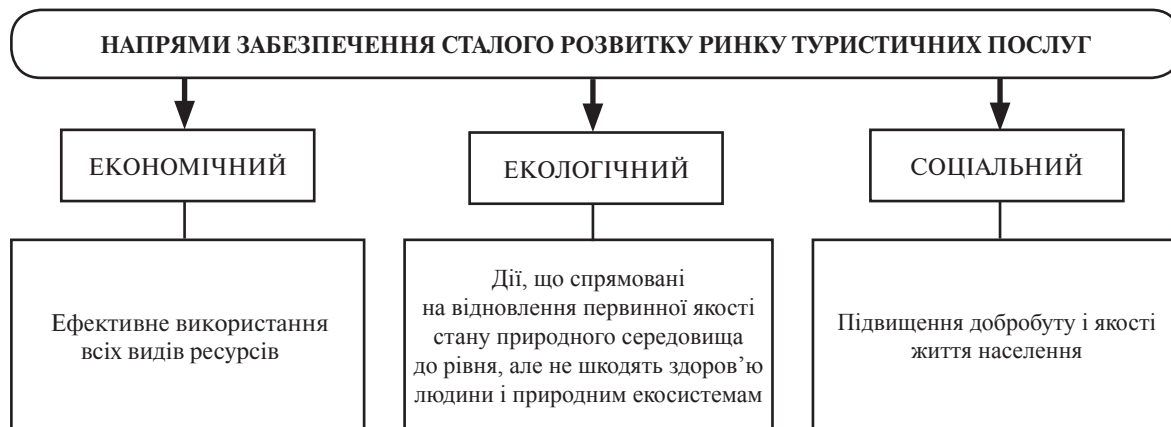 НАПРЯМИ ЗАБЕЗПЕЧЕННЯ СТАЛОГО РОЗВИТКУ РИНКУ ТУРИСТИЧНИХ ПОСЛУГ
ЕКОНОМІЧНИЙ
Ефективне використання
всіх видів ресурсів
ЕКОЛОГІЧНИЙ
Дії, що спрямовані
на відновлення первинної якості
стану природного середовища
до рівня, але не шкодять здоров’ю
людини і природним екосистемам
СОЦІАЛЬНИЙ
Підвищення добробуту і якості
життя населення